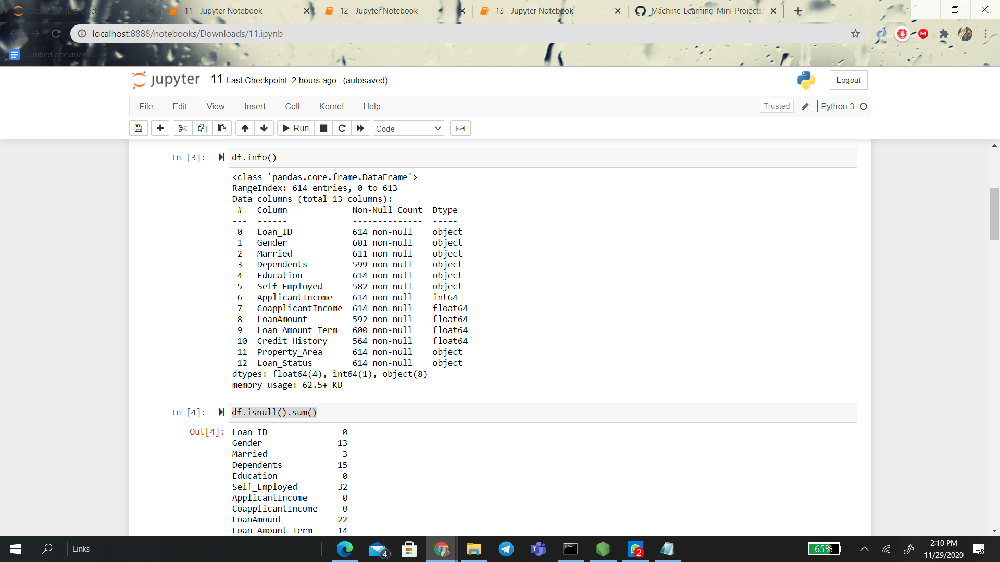 11 - Jupyter Notebook
12 - Jupyter Notebook
13 - Jupyter Notebook
Machine-Learning-Mini-Projects
localhost:8888/notebooks/Downloads/11.ipynb
Untitled documen...
jupyter 11 Last Checkpoint: 2 hours ago (autosaved)
Logout
File Edit View Insert Cell Kernel Help
Trusted Python 3
Run Code
In [3]: df.info()
<class 'pandas.core.frame.DataFrame'>
RangeIndex: 614 entries, 0 to 613
Data columns (total 13 columns):
# Column Non-Null Count Dtype
--- ------ -------------- -----
0 Loan_ID 614 non-null object
1 Gender 601 non-null object
2 Married 611 non-null object
3 Dependents 599 non-null object
4 Education 614 non-null object
5 Self_Employed 582 non-null object
6 ApplicantIncome 614 non-null int64
7 CoapplicantIncome 614 non-null float64
8 LoanAmount 592 non-null float64
9 Loan_Amount_Term 600 non-null float64
10 Credit_History 564 non-null float64
11 Property_Area 614 non-null object
12 Loan_Status 614 non-null object
dtypes: float64(4), int64(1), object(8)
memory usage: 62.5+ KB
In [4]: df.isnull().sum()
Out[4]: Loan_ID 0
Gender 13
Married 3
Dependents 15
Education 0
Self_Employed 32
ApplicantIncome 0
CoapplicantIncome 0
LoanAmount 22
Loan_Amount_Term 14
Links
4
2
65%
2:10 PM
11/29/2020